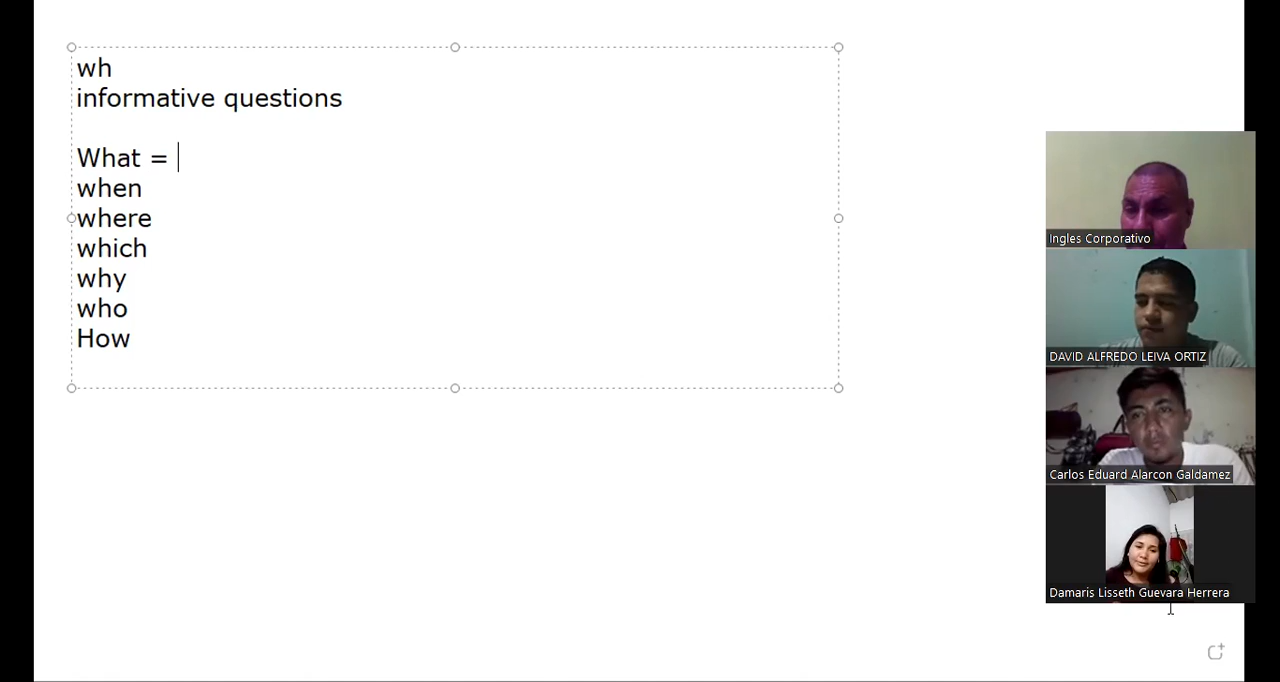 wh
informative questions
What =
when
where
which
why
who
How
Ingles Corporativo
DAVID ALFREDO LEIVA ORTIZ
Carlos Eduard Alarcon Galdamez
Damaris Lisseth Guevara Herrera